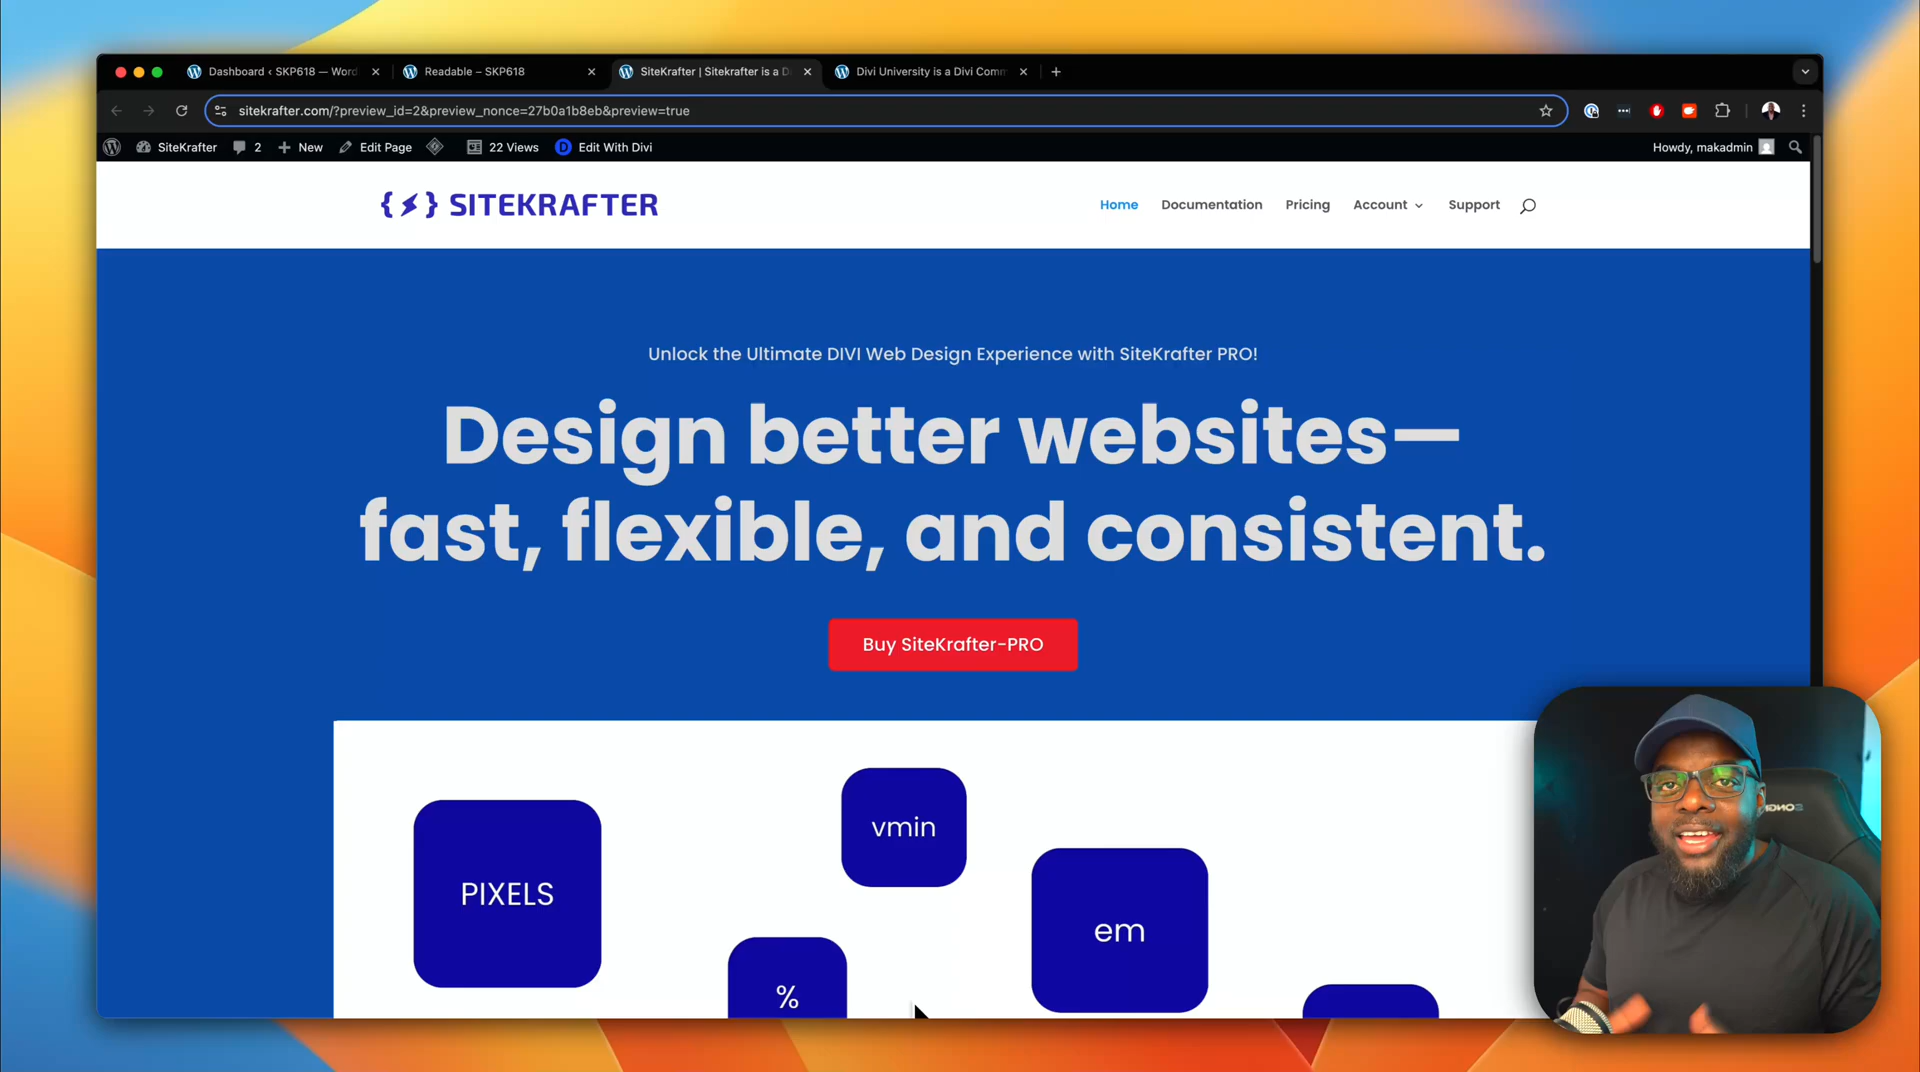 Dashboard ‹ SKP618 — Word
Readable – SKP618
SiteKrafter | Sitekrafter is a D
Divi University is a Divi Comm
sitekrafter.com/?preview_id=2&preview_nonce=27b0a1b8eb&preview=true
SiteKrafter 2 New Edit Page 22 Views Edit With Divi Howdy, makadmin
{⚡} SITEKRAFTER
Home Documentation Pricing Account Support
Unlock the Ultimate DIVI Web Design Experience with SiteKrafter PRO!
Design better websites—
fast, flexible, and consistent.
Buy SiteKrafter-PRO
vmin
PIXELS
em
%